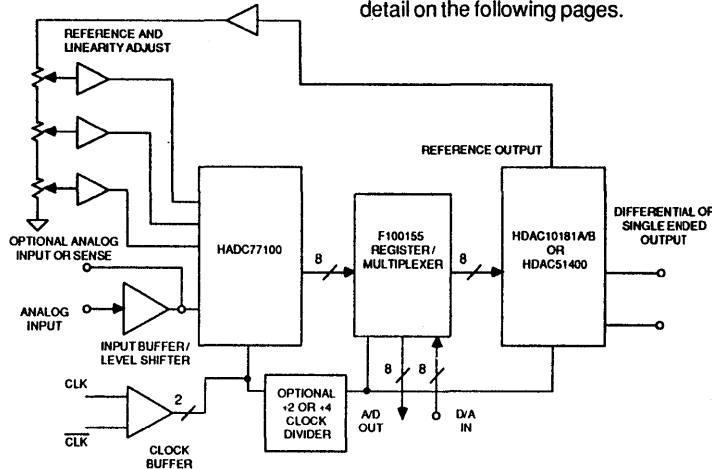 detail on the following pages.
REFERENCE AND
LINEARITY ADJUST
REFERENCE OUTPUT
OPTIONAL ANALOG
INPUT OR SENSE
ANALOG
INPUT
INPUT BUFFER /
LEVEL SHIFTER
HADC77100
8
F100155
REGISTER /
MULTIPLEXER
8
HDAC10181A/B
OR
HDAC51400
DIFFERENTIAL OR
SINGLE ENDED
OUTPUT
CLK
CLK
2
CLOCK
BUFFER
OPTIONAL
+2 OR +4
CLOCK
DIVIDER
8
8
A/D
OUT
D/A
IN